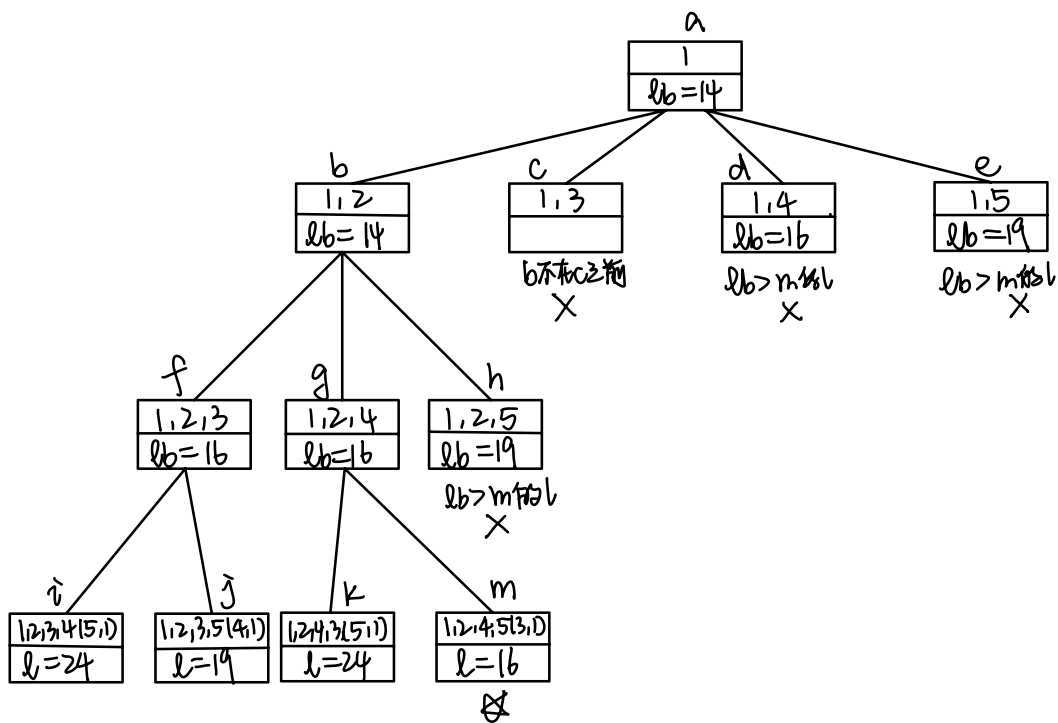 a
1
lb=14
b
c
d
e
1,2
1,3
1,4
1,5
lb=14
lb=16
lb=19
b不在c之前
×
lb>m的l
×
lb>m的l
×
f
g
h
1,2,3
1,2,4
1,2,5
lb=16
lb=16
lb=19
lb>m的l
×
i
j
k
m
1,2,3,4(5,1)
1,2,3,5(4,1)
1,2,4,3(5,1)
1,2,4,5(3,1)
l=24
l=19
l=24
l=16